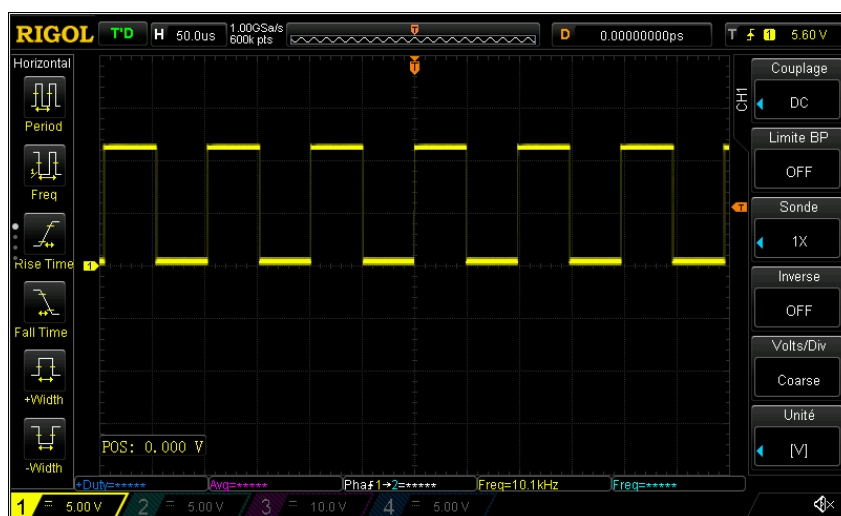 RIGOL T'D H 50.0us 1.00GSa/s 600k pts D 0.00000000ps T 1 5.60 V
Horizontal
Period
Freq
Rise Time
Fall Time
+Width
-Width
T
T
1
CH1
Couplage
DC
Limite BP
OFF
Sonde
1X
Inverse
OFF
Volts/Div
Coarse
Unité
[V]
POS: 0.000 V
+Duty=***** Avg=***** Pha⨍1→2=***** Freq=10.1kHz Freq=*****
1 = 5.00 V 2 = 5.00 V 3 = 10.0 V 4 = 5.00 V